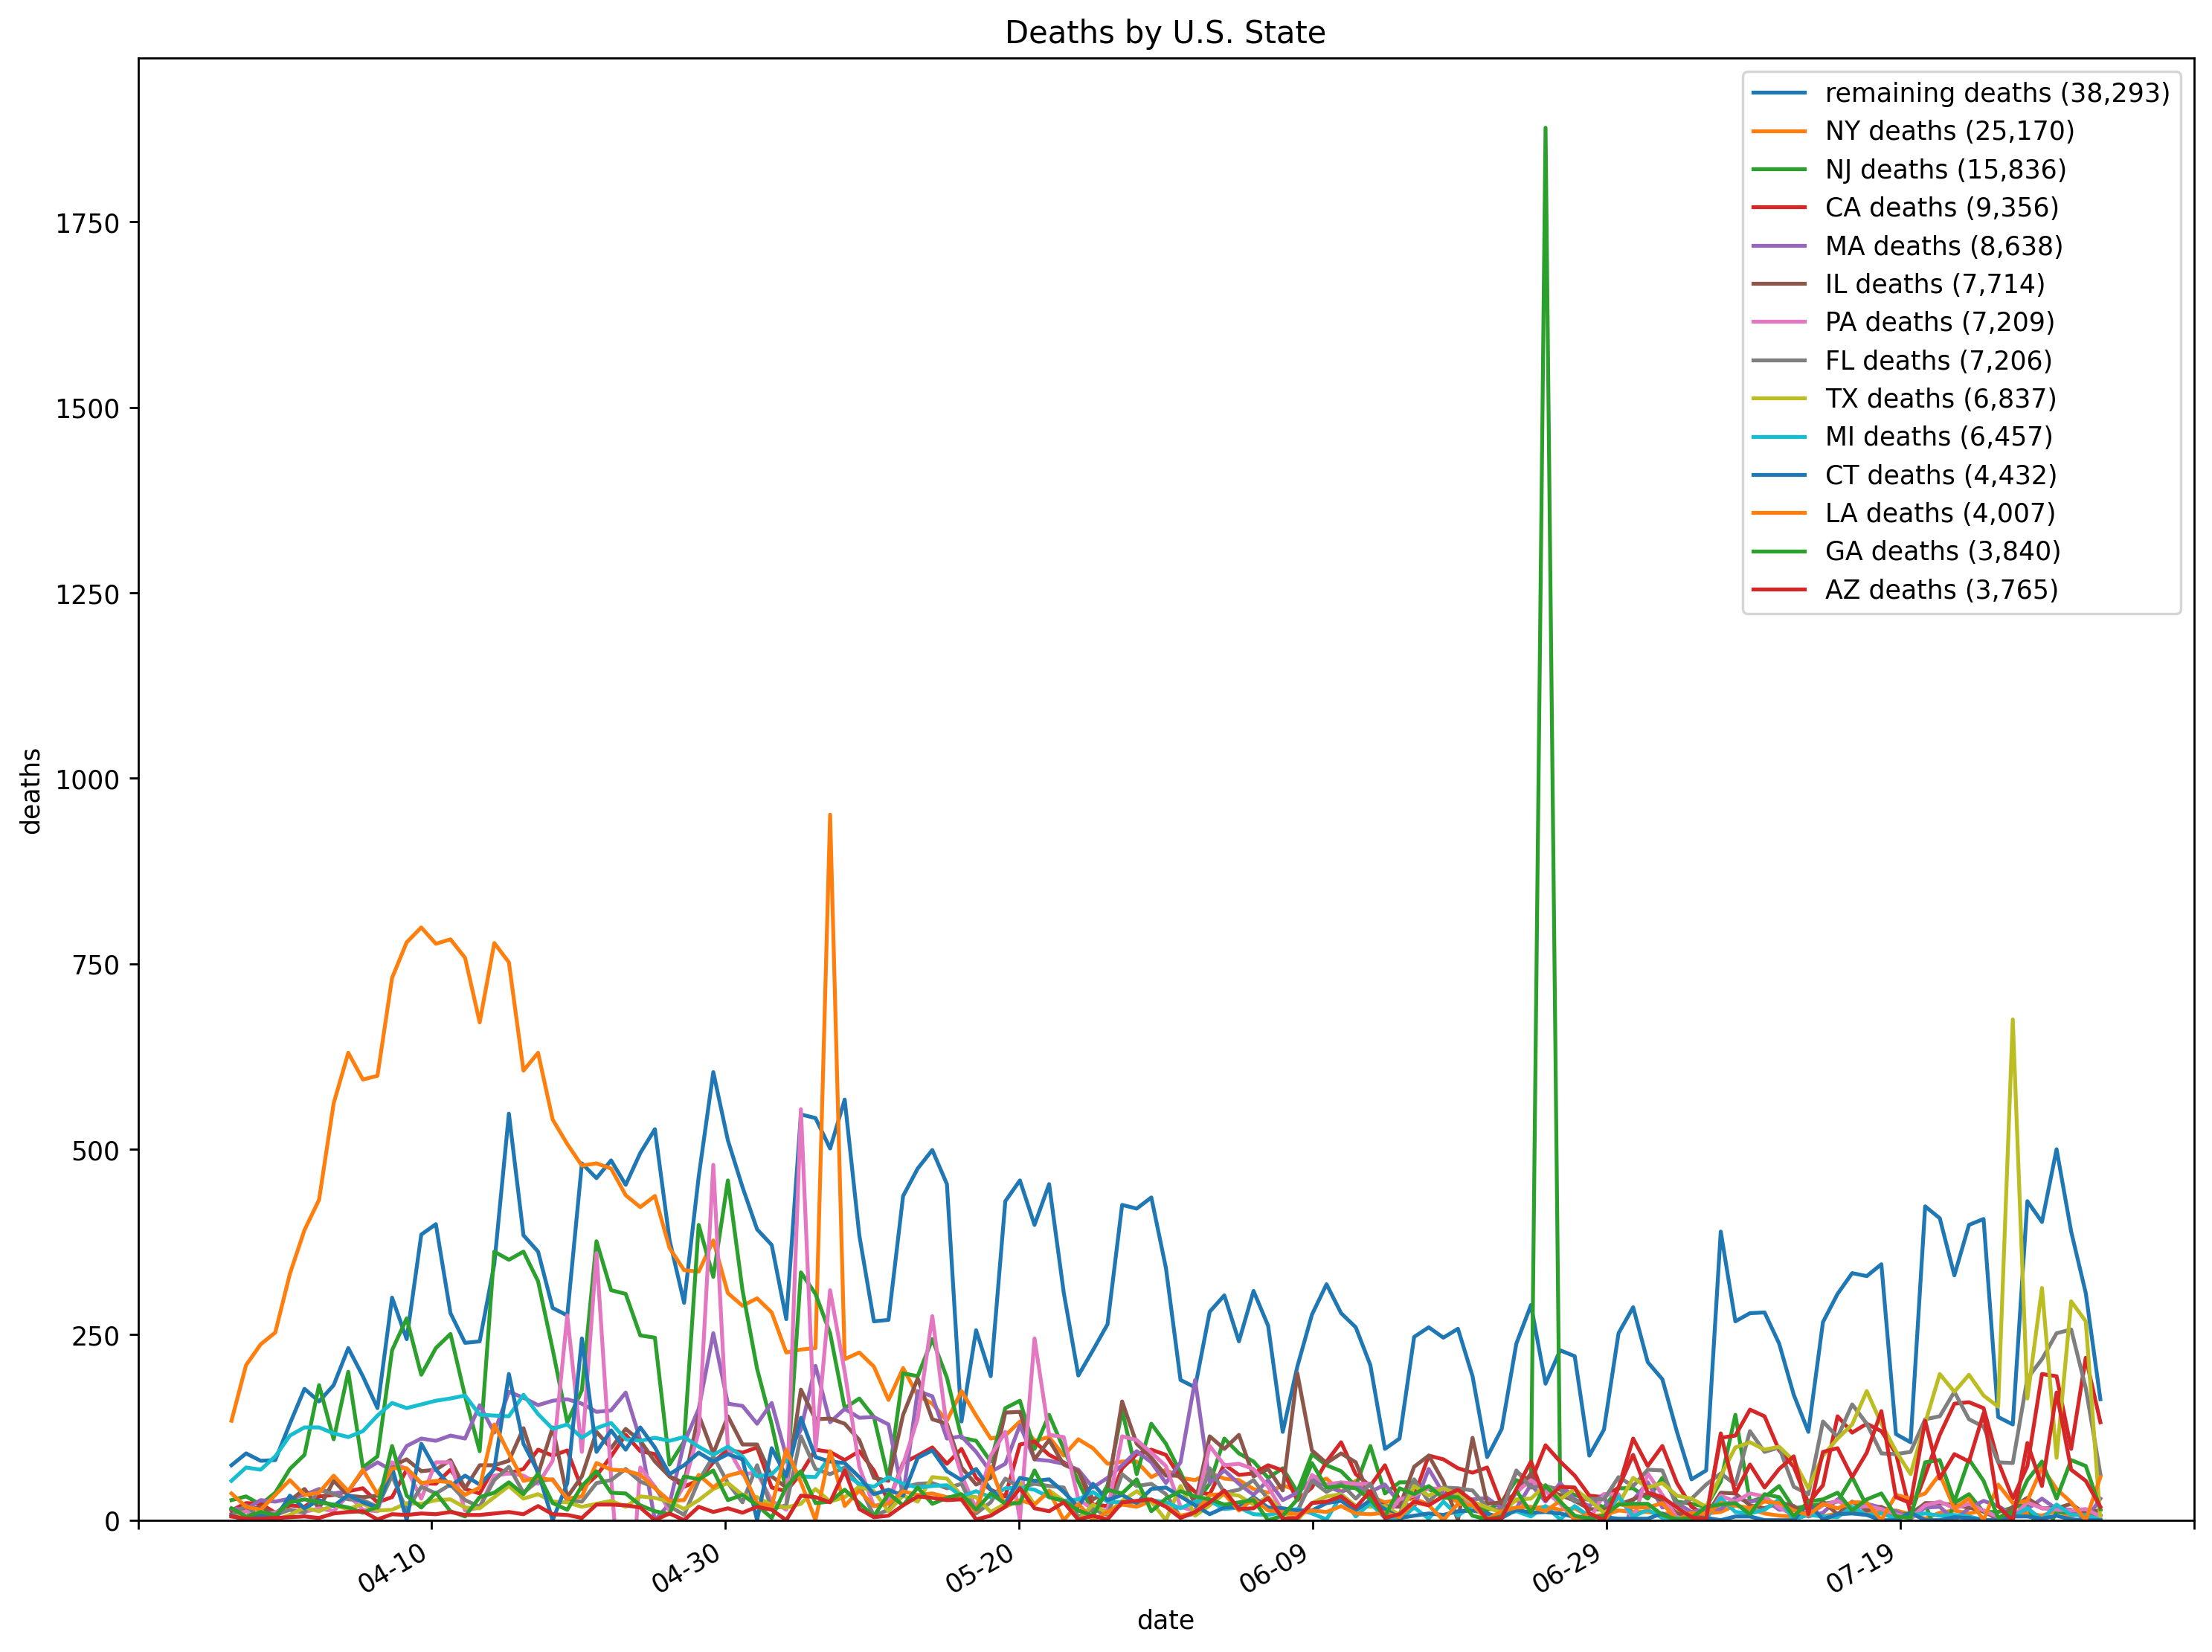 Deaths by U.S. State
remaining deaths (38,293)
NY deaths (25,170)
NJ deaths (15,836)
CA deaths (9,356)
MA deaths (8,638)
IL deaths (7,714)
PA deaths (7,209)
FL deaths (7,206)
TX deaths (6,837)
MI deaths (6,457)
CT deaths (4,432)
LA deaths (4,007)
GA deaths (3,840)
AZ deaths (3,765)
deaths
1750
1500
1250
1000
750
500
250
0
04-10
04-30
05-20
06-09
06-29
07-19
date